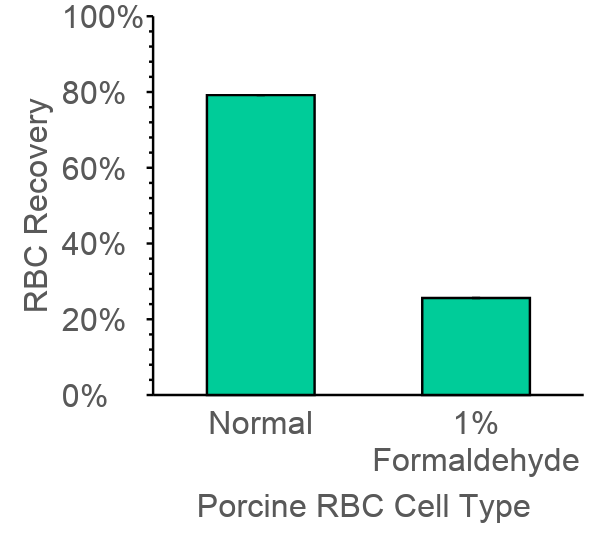 100%
80%
60%
40%
20%
0%
RBC Recovery
Normal
1%
Formaldehyde
Porcine RBC Cell Type